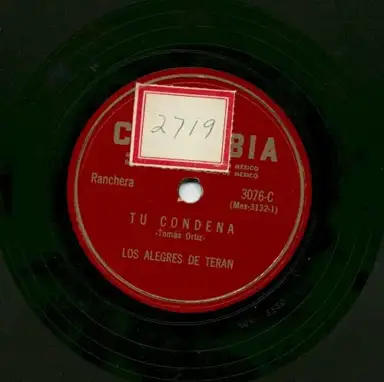 2719
C BIA
MEXICO
MEXICO
Ranchera
3076-C
(Mex-3132-1)
TU CONDENA
-Tomás Ortiz-
LOS ALEGRES DE TERAN